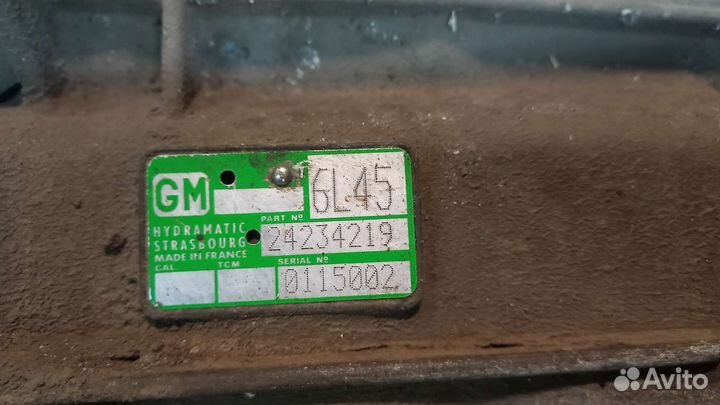 GM
6L45
HYDRAMATIC
STRASBOURG
MADE IN FRANCE
PART Nº
24234219
CAL
TCM
SERIAL Nº
0115002
Avito